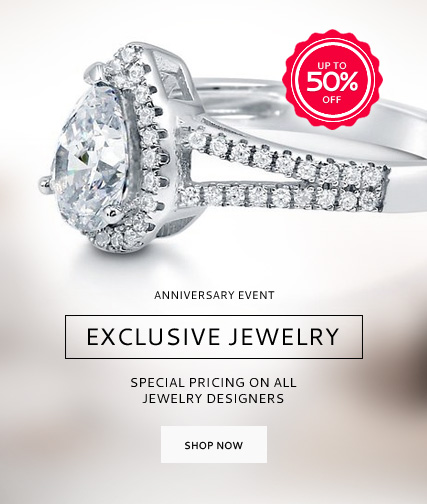 UP TO
50%
OFF
ANNIVERSARY EVENT
EXCLUSIVE JEWELRY
SPECIAL PRICING ON ALL
JEWELRY DESIGNERS
SHOP NOW